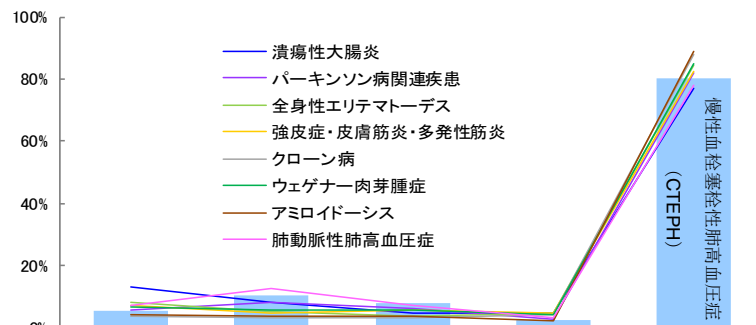 100%
80%
60%
40%
20%
0%
潰瘍性大腸炎
パーキンソン病関連疾患
全身性エリテマトーデス
強皮症・皮膚筋炎・多発性筋炎
クローン病
ウェゲナー肉芽腫症
アミロイドーシス
肺動脈性肺高血圧症
慢性血栓塞栓性肺高血圧症
(CTEPH)